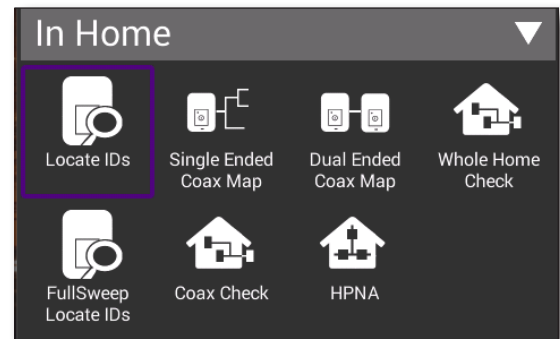 In Home
Locate IDs
Single Ended
Coax Map
Dual Ended
Coax Map
Whole Home
Check
FullSweep
Locate IDs
Coax Check
HPNA